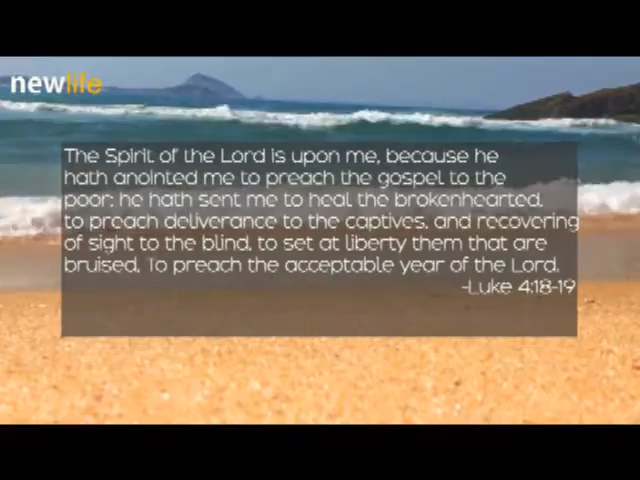 newlife
The Spirit of the Lord is upon me, because he
hath anointed me to preach the gospel to the
poor; he hath sent me to heal the brokenhearted,
to preach deliverance to the captives, and recovering
of sight to the blind, to set at liberty them that are
bruised, To preach the acceptable year of the Lord.
-Luke 4:18-19